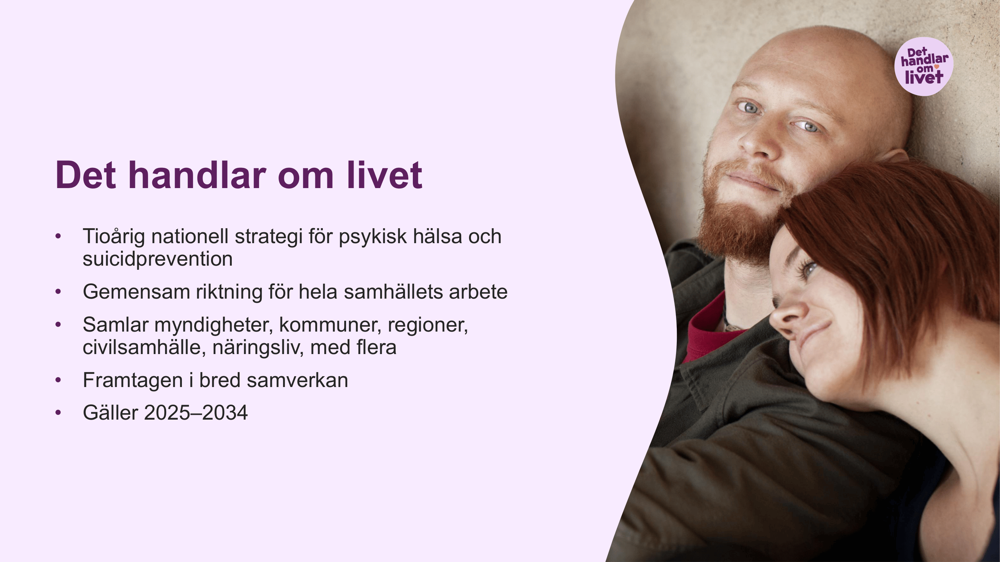 Det handlar om livet
• Tioårig nationell strategi för psykisk hälsa och
suicidprevention
• Gemensam riktning för hela samhällets arbete
• Samlar myndigheter, kommuner, regioner,
civilsamhälle, näringsliv, med flera
• Framtagen i bred samverkan
• Gäller 2025–2034
Det
handlar
om
livet